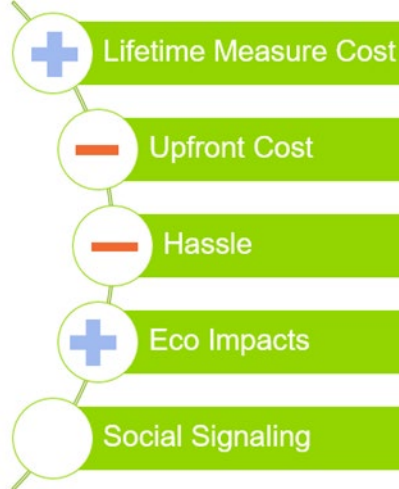 Lifetime Measure Cost
Upfront Cost
Hassle
Eco Impacts
Social Signaling